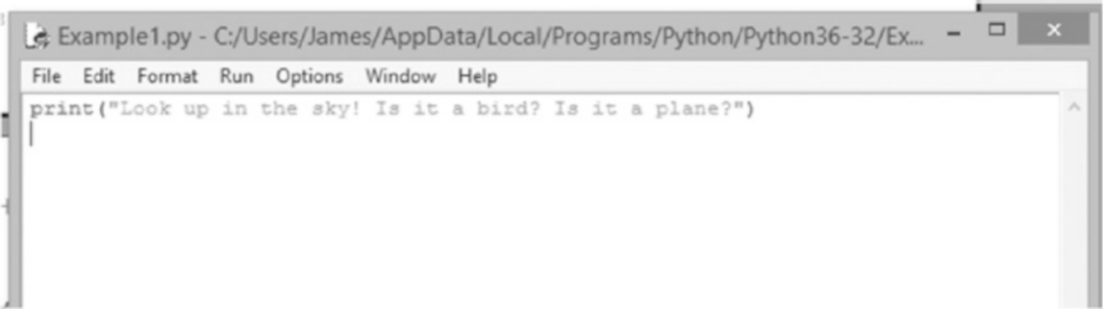 Example1.py - C:/Users/James/AppData/Local/Programs/Python/Python36-32/Ex...
File Edit Format Run Options Window Help
print("Look up in the sky! Is it a bird? Is it a plane?")